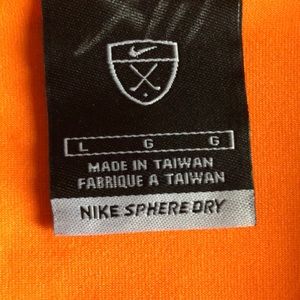 L G G
MADE IN TAIWAN
FABRIQUE A TAIWAN
NIKE SPHERE DRY